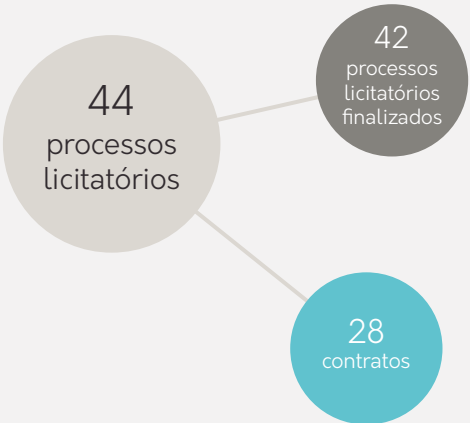 44
processos
licitatórios
42
processos
licitatórios
finalizados
28
contratos